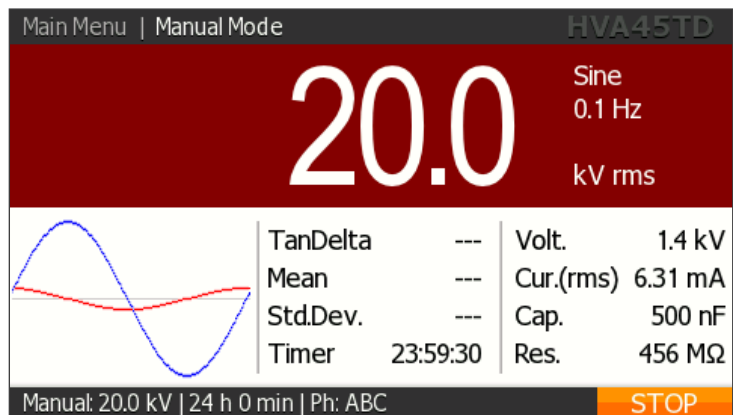 Main Menu | Manual Mode HVA45TD
20.0
Sine
0.1 Hz
kV rms
TanDelta --- Volt. 1.4 kV
Mean --- Cur.(rms) 6.31 mA
Std.Dev. --- Cap. 500 nF
Timer 23:59:30 Res. 456 MΩ
Manual: 20.0 kV | 24 h 0 min | Ph: ABC STOP